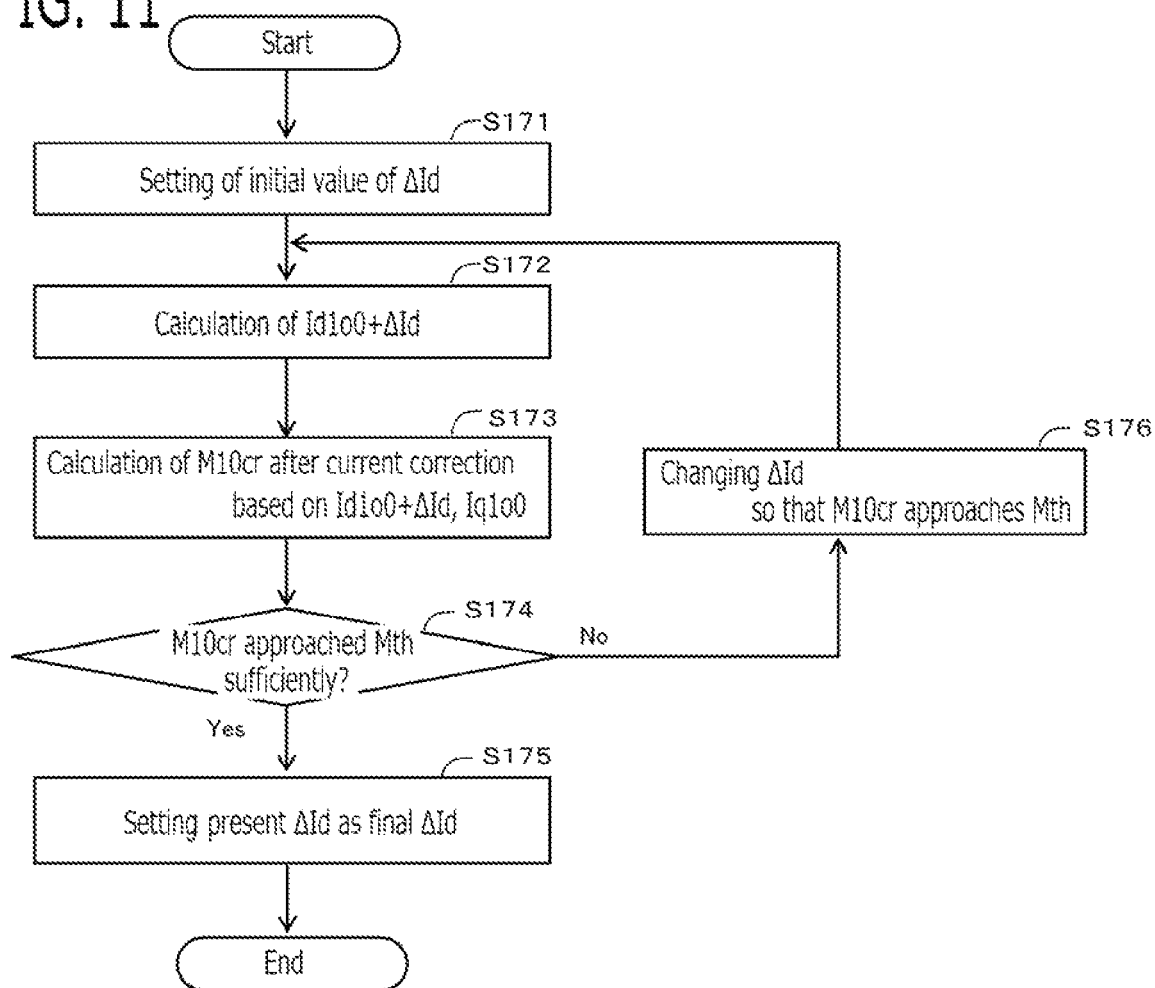 IG. 11
Start
S171
Setting of initial value of ΔId
S172
Calculation of Id1o0+ΔId
S173
Calculation of M10cr after current correction
based on Id1o0+ΔId, Iq1o0
S176
Changing ΔId
so that M10cr approaches Mth
S174
M10cr approached Mth
sufficiently?
No
Yes
S175
Setting present ΔId as final ΔId
End